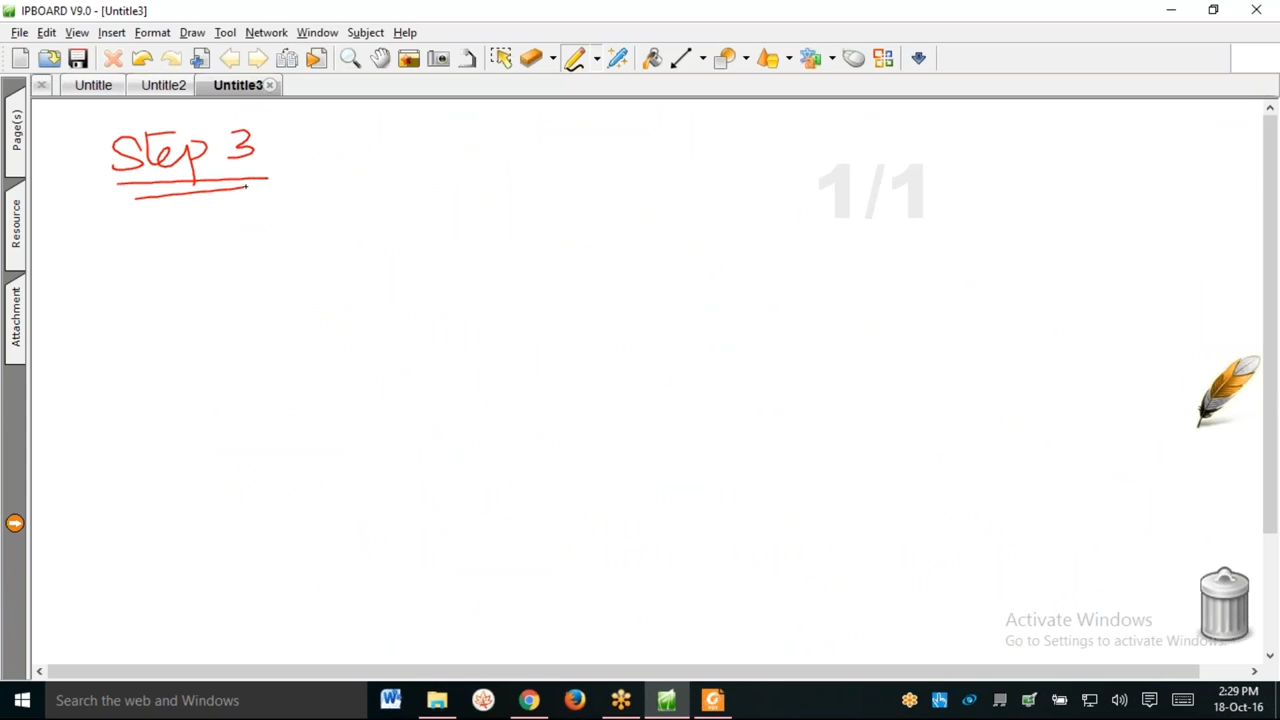 IPBOARD V9.0 - [Untitle3]
File Edit View Insert Format Draw Tool Network Window Subject Help
Untitle Untitle2 Untitle3
Page(s)
Resource
Attachment
Step 3
1/1
Activate Windows
Go to Settings to activate Windows.
Search the web and Windows
2:29 PM
18-Oct-16